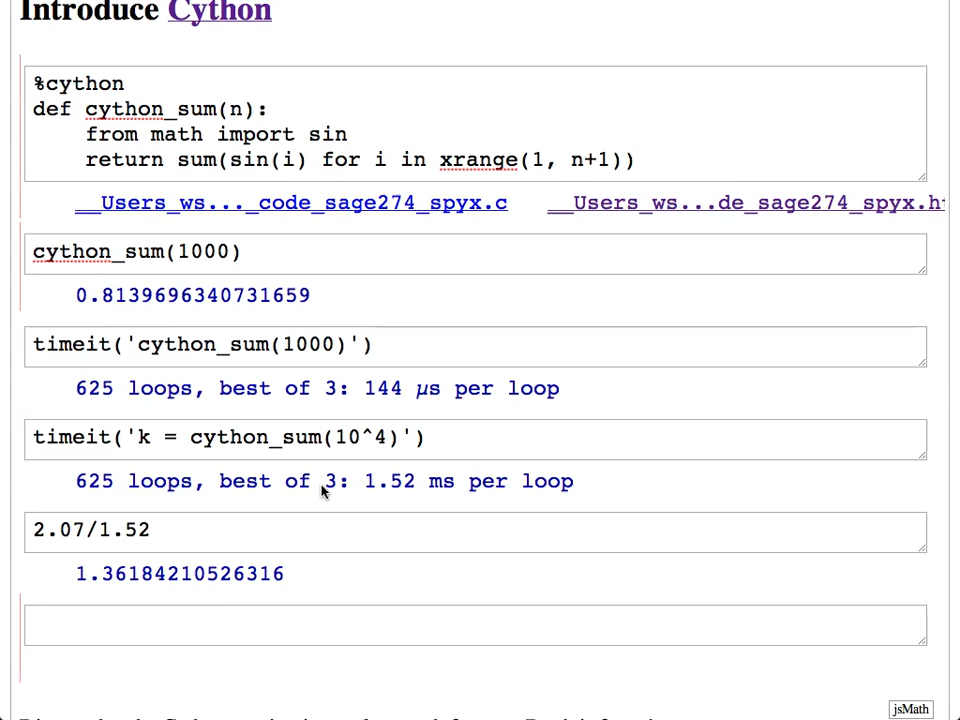 Introduce Cython
%cython
def cython_sum(n):
    from math import sin
    return sum(sin(i) for i in xrange(1, n+1))
__Users_ws..._code_sage274_spyx.c   __Users_ws...de_sage274_spyx.h
cython_sum(1000)
0.8139696340731659
timeit('cython_sum(1000)')
625 loops, best of 3: 144 µs per loop
timeit('k = cython_sum(10^4)')
625 loops, best of 3: 1.52 ms per loop
2.07/1.52
1.36184210526316
jsMath